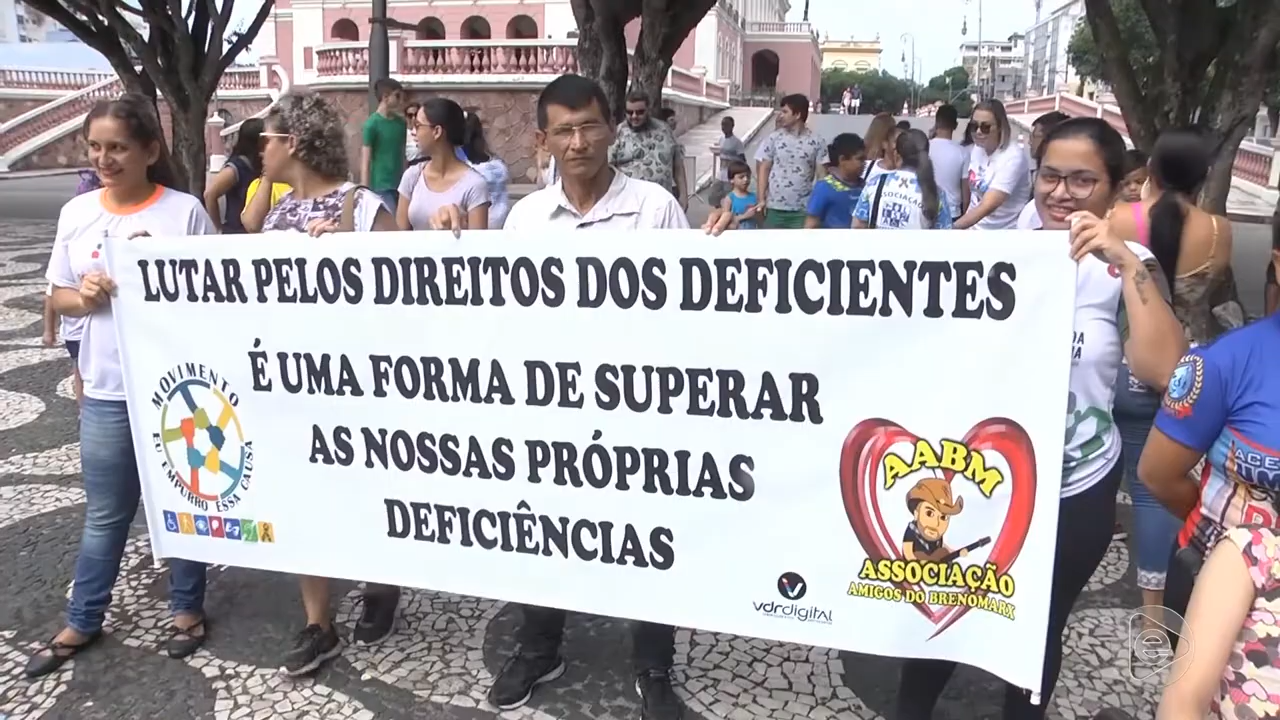 LUTAR PELOS DIREITOS DOS DEFICIENTES
É UMA FORMA DE SUPERAR
AS NOSSAS PRÓPRIAS
DEFICIÊNCIAS
MOVIMENTO
EU EMPURRO ESSA CAUSA
AABM
ASSOCIAÇÃO
AMIGOS DO BRENOMARX
vdrdigital
e